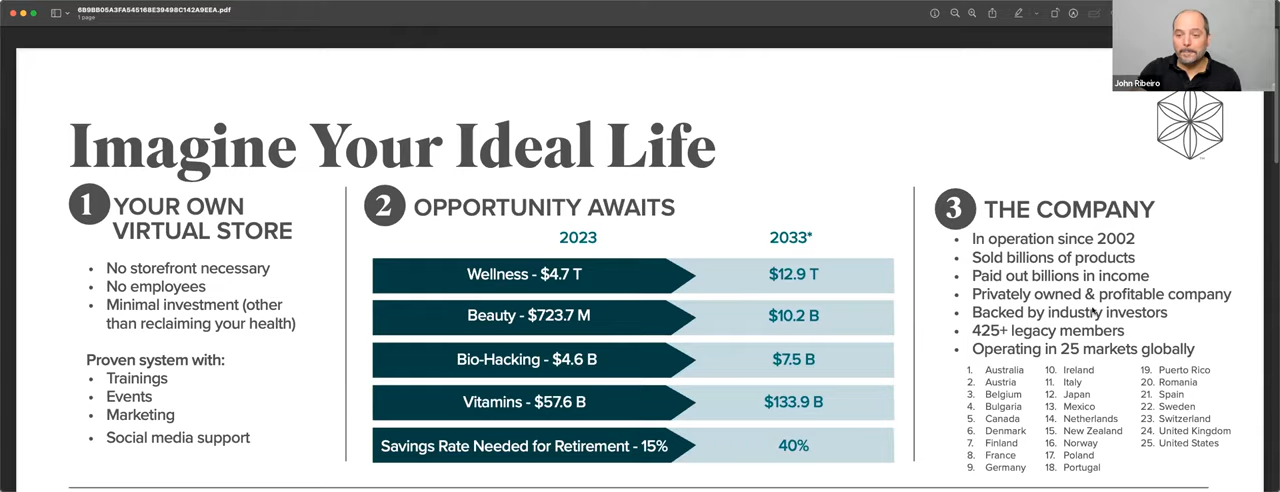 6B9BB05A3FA545168E39498C142A9EEA.pdf
1 page
John Ribeiro
Imagine Your Ideal Life
1 YOUR OWN
VIRTUAL STORE
• No storefront necessary
• No employees
• Minimal investment (other
than reclaiming your health)
Proven system with:
• Trainings
• Events
• Marketing
• Social media support
2 OPPORTUNITY AWAITS
2023 2033*
Wellness - $4.7 T $12.9 T
Beauty - $723.7 M $10.2 B
Bio-Hacking - $4.6 B $7.5 B
Vitamins - $57.6 B $133.9 B
Savings Rate Needed for Retirement - 15% 40%
3 THE COMPANY
• In operation since 2002
• Sold billions of products
• Paid out billions in income
• Privately owned & profitable company
• Backed by industry investors
• 425+ legacy members
• Operating in 25 markets globally
1. Australia
2. Austria
3. Belgium
4. Bulgaria
5. Canada
6. Denmark
7. Finland
8. France
9. Germany
10. Ireland
11. Italy
12. Japan
13. Mexico
14. Netherlands
15. New Zealand
16. Norway
17. Poland
18. Portugal
19. Puerto Rico
20. Romania
21. Spain
22. Sweden
23. Switzerland
24. United Kingdom
25. United States